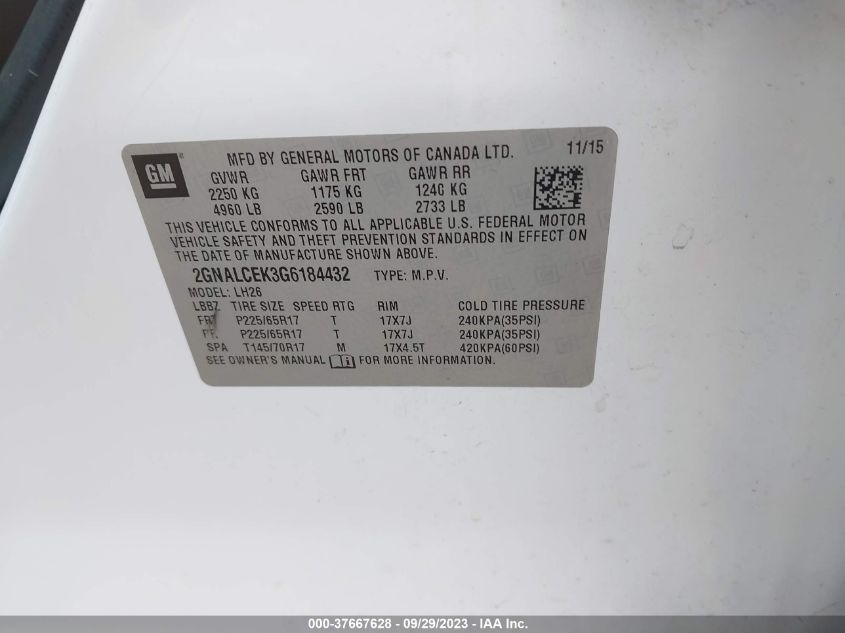 GM
MFD BY GENERAL MOTORS OF CANADA LTD. 11/15
GVWR GAWR FRT GAWR RR
2250 KG 1175 KG 1240 KG
4960 LB 2590 LB 2733 LB
THIS VEHICLE CONFORMS TO ALL APPLICABLE U.S. FEDERAL MOTOR
VEHICLE SAFETY AND THEFT PREVENTION STANDARDS IN EFFECT ON
THE DATE OF MANUFACTURE SHOWN ABOVE.
2GNALCEK3G6184432 TYPE: M.P.V.
MODEL: LH26
LBBZ TIRE SIZE SPEED RTG RIM COLD TIRE PRESSURE
FRT P225/65R17 T 17X7J 240KPA(35PSI)
P225/65R17 T 17X7J 240KPA(35PSI)
SPA T145/70R17 M 17X4.5T 420KPA(60PSI)
SEE OWNER'S MANUAL FOR MORE INFORMATION.
000-37667628 - 09/29/2023 - IAA Inc.